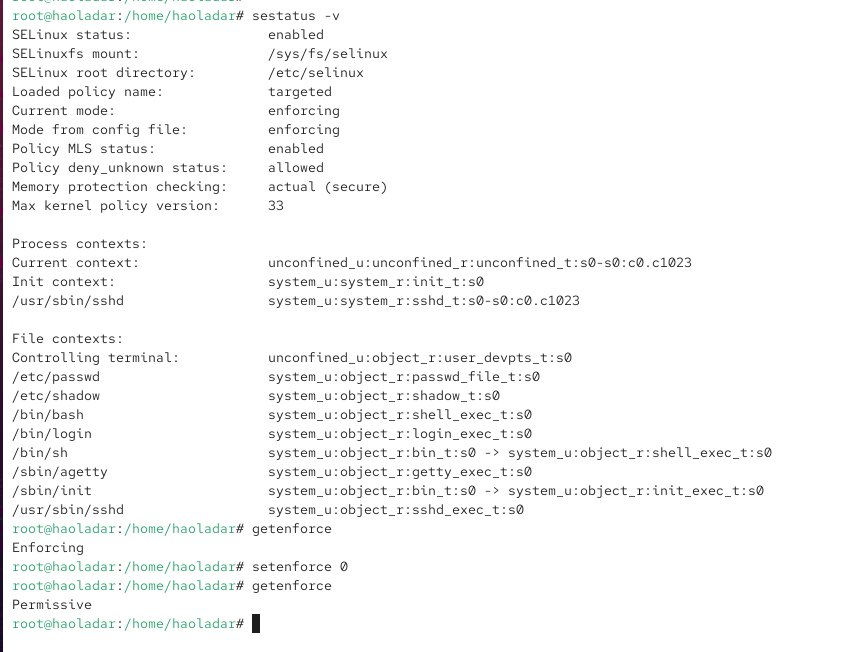 root@haoladar:/home/haoladar# sestatus -v
SELinux status:                 enabled
SELinuxfs mount:                /sys/fs/selinux
SELinux root directory:         /etc/selinux
Loaded policy name:             targeted
Current mode:                   enforcing
Mode from config file:          enforcing
Policy MLS status:              enabled
Policy deny_unknown status:     allowed
Memory protection checking:     actual (secure)
Max kernel policy version:      33

Process contexts:
Current context:                unconfined_u:unconfined_r:unconfined_t:s0-s0:c0.c1023
Init context:                   system_u:system_r:init_t:s0
/usr/sbin/sshd                  system_u:system_r:sshd_t:s0-s0:c0.c1023

File contexts:
Controlling terminal:           unconfined_u:object_r:user_devpts_t:s0
/etc/passwd                     system_u:object_r:passwd_file_t:s0
/etc/shadow                     system_u:object_r:shadow_t:s0
/bin/bash                       system_u:object_r:shell_exec_t:s0
/bin/login                      system_u:object_r:login_exec_t:s0
/bin/sh                         system_u:object_r:bin_t:s0 -> system_u:object_r:shell_exec_t:s0
/sbin/agetty                    system_u:object_r:getty_exec_t:s0
/sbin/init                      system_u:object_r:bin_t:s0 -> system_u:object_r:init_exec_t:s0
/usr/sbin/sshd                  system_u:object_r:sshd_exec_t:s0
root@haoladar:/home/haoladar# getenforce
Enforcing
root@haoladar:/home/haoladar# setenforce 0
root@haoladar:/home/haoladar# getenforce
Permissive
root@haoladar:/home/haoladar#